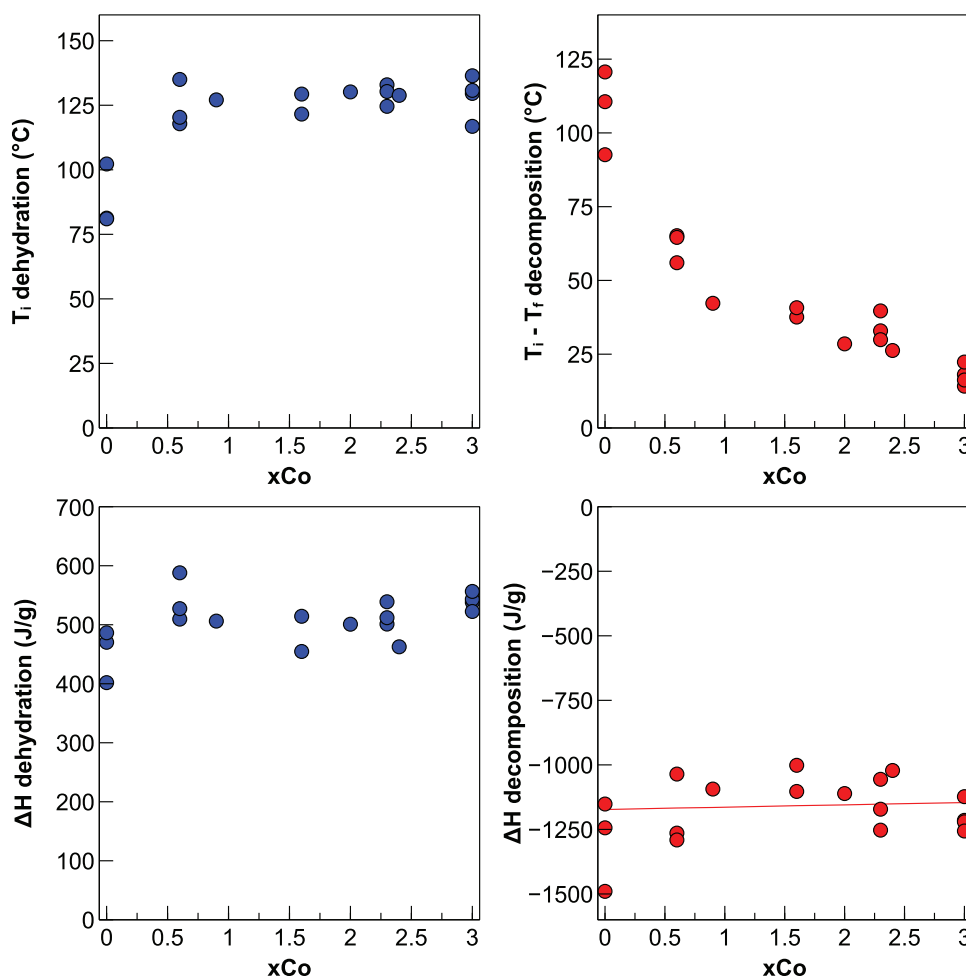 150
125
100
75
50
25
0
Ti dehydration (°C)
0 0.5 1 1.5 2 2.5 3
xCo
125
100
75
50
25
0
Ti - Tf decomposition (°C)
0 0.5 1 1.5 2 2.5 3
xCo
700
600
500
400
300
200
100
0
ΔH dehydration (J/g)
0 0.5 1 1.5 2 2.5 3
xCo
0
−250
−500
−750
−1000
−1250
−1500
ΔH decomposition (J/g)
0 0.5 1 1.5 2 2.5 3
xCo